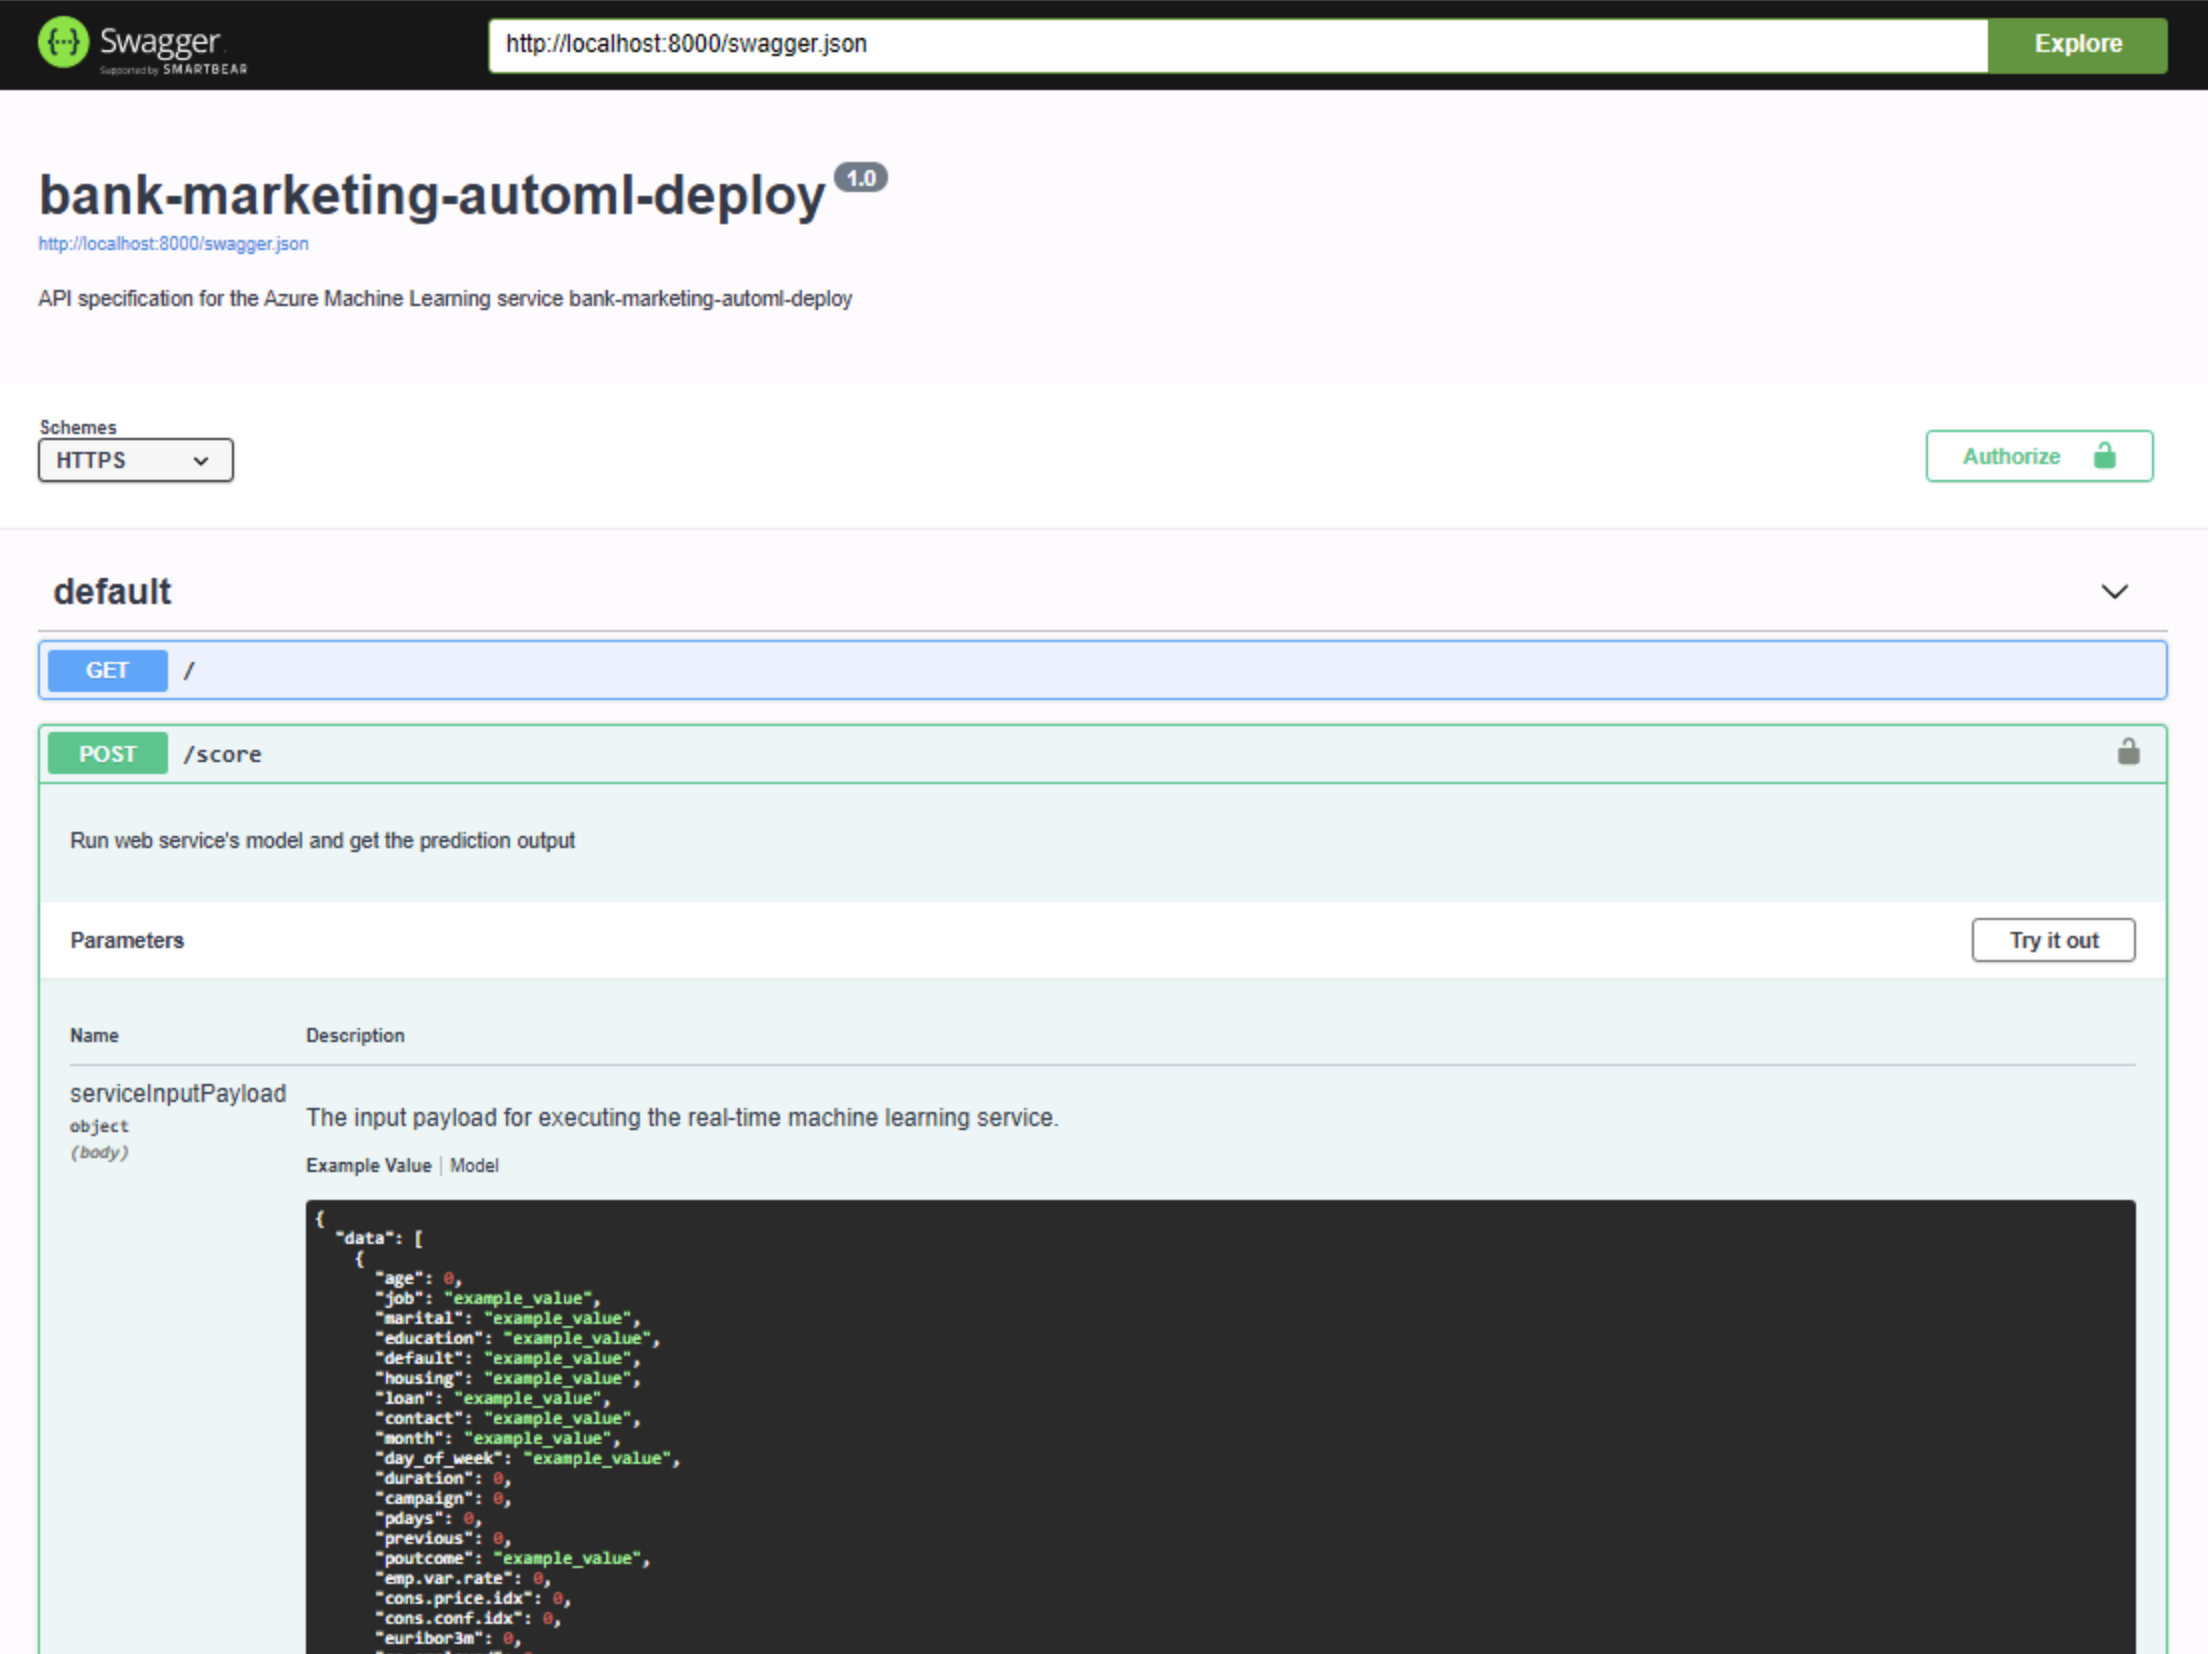 Swagger
Supported by SMARTBEAR
http://localhost:8000/swagger.json
Explore
bank-marketing-automl-deploy 1.0
http://localhost:8000/swagger.json
API specification for the Azure Machine Learning service bank-marketing-automl-deploy
Schemes
HTTPS
Authorize
default
GET /
POST /score
Run web service's model and get the prediction output
Parameters
Try it out
Name Description
serviceInputPayload
object
(body)
The input payload for executing the real-time machine learning service.
Example Value | Model
{
"data": [
{
"age": 0,
"job": "example_value",
"marital": "example_value",
"education": "example_value",
"default": "example_value",
"housing": "example_value",
"loan": "example_value",
"contact": "example_value",
"month": "example_value",
"day_of_week": "example_value",
"duration": 0,
"campaign": 0,
"pdays": 0,
"previous": 0,
"poutcome": "example_value",
"emp.var.rate": 0,
"cons.price.idx": 0,
"cons.conf.idx": 0,
"euribor3m": 0,